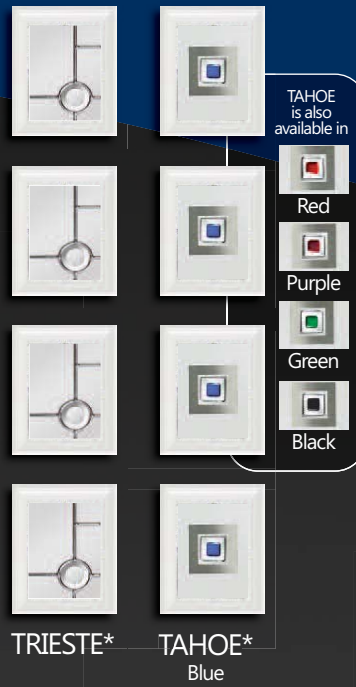 TAHOE
is also
available in
Red
Purple
Green
Black
TRIESTE*
TAHOE*
Blue